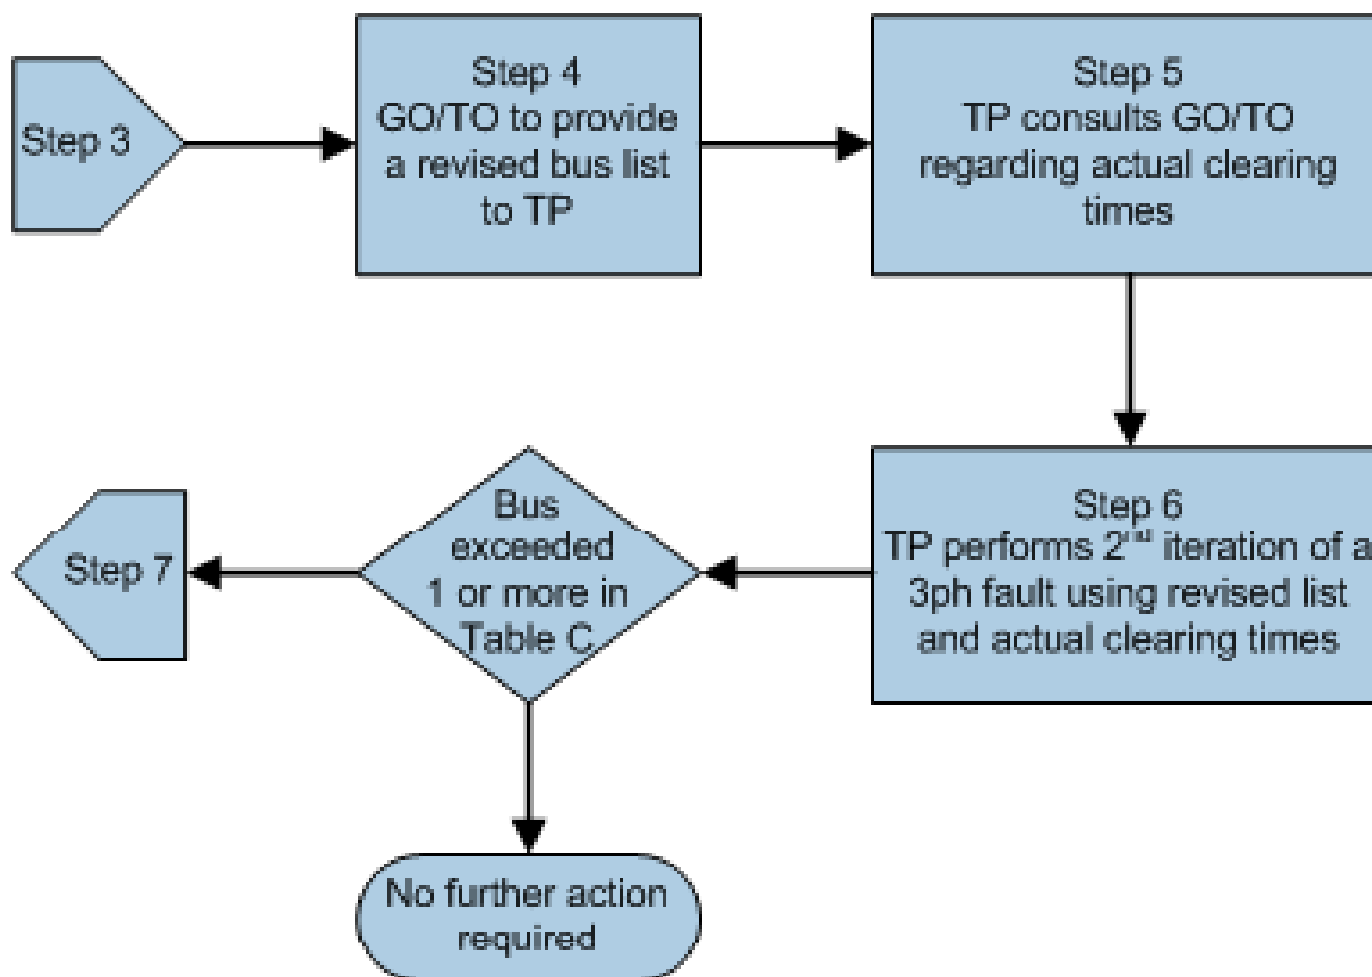 Step 3
Step 4
GO/TO to provide
a revised bus list
to TP
Step 5
TP consults GO/TO
regarding actual clearing
times
Step 6
TP performs 2nd iteration of a
3ph fault using revised list
and actual clearing times
Bus
exceeded
1 or more in
Table C
Step 7
No further action
required